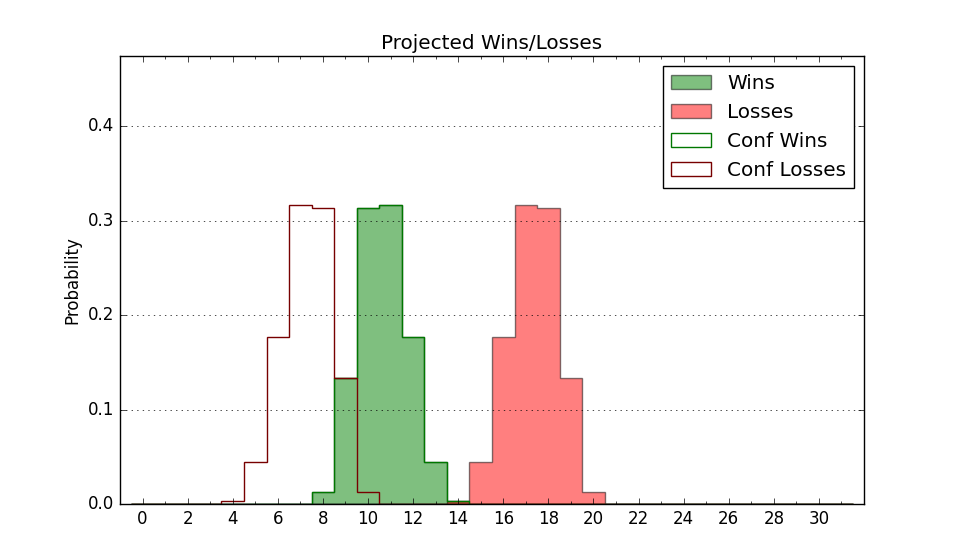 Projected Wins/Losses
Wins
Losses
Conf Wins
Conf Losses
Probability
0.4
0.3
0.2
0.1
0.0
0 2 4 6 8 10 12 14 16 18 20 22 24 26 28 30